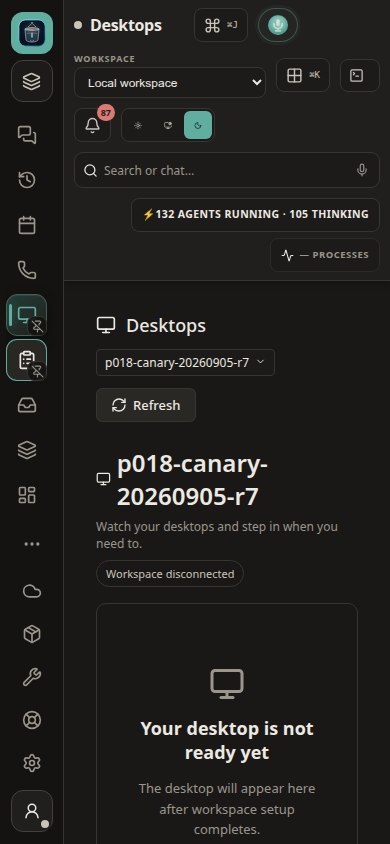 Desktops
⌘J
WORKSPACE
Local workspace
⌘K
87
Search or chat...
⚡132 AGENTS RUNNING · 105 THINKING
— PROCESSES
Desktops
p018-canary-20260905-r7
Refresh
p018-canary-
20260905-r7
Watch your desktops and step in when you
need to.
Workspace disconnected
Your desktop is not
ready yet
The desktop will appear here
after workspace setup
completes.